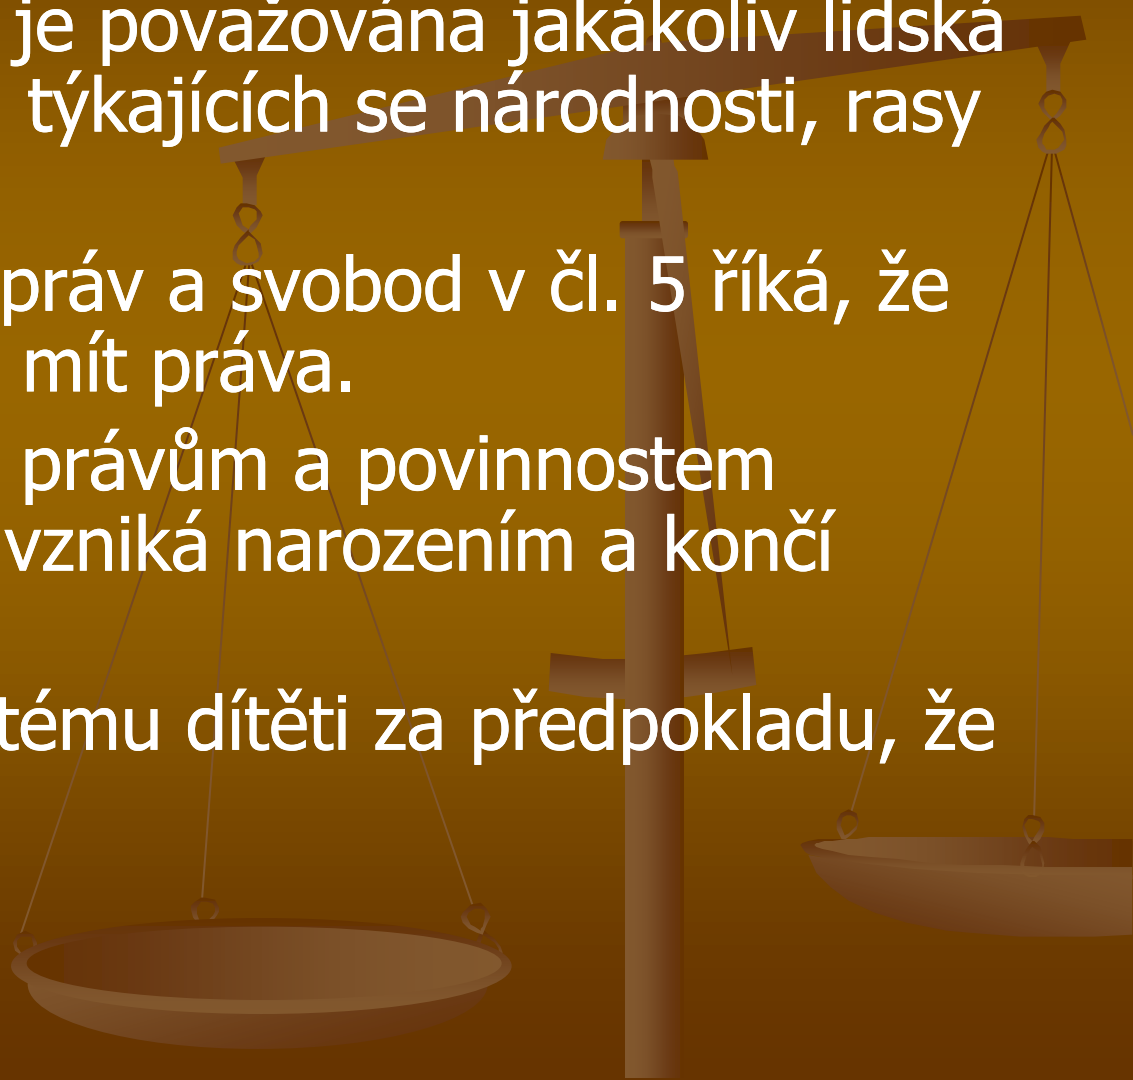 je považována jakákoliv lidská
týkajících se národnosti, rasy
práv a svobod v čl. 5 říká, že
mít práva.
právům a povinnostem
vzniká narozením a končí
tému dítěti za předpokladu, že